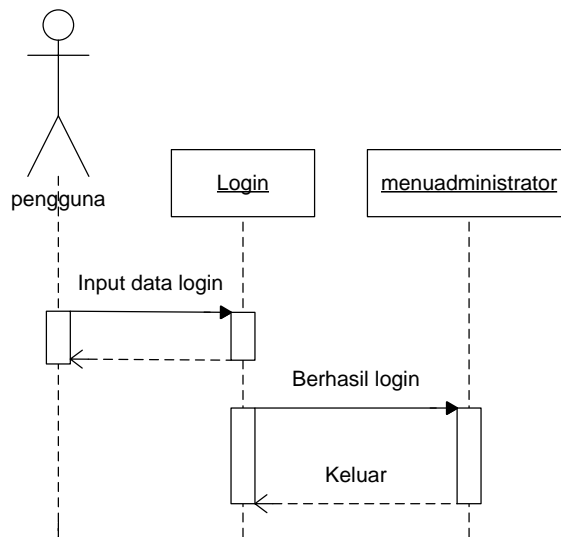 Login
menuadministrator
pengguna
Input data login
Berhasil login
Keluar